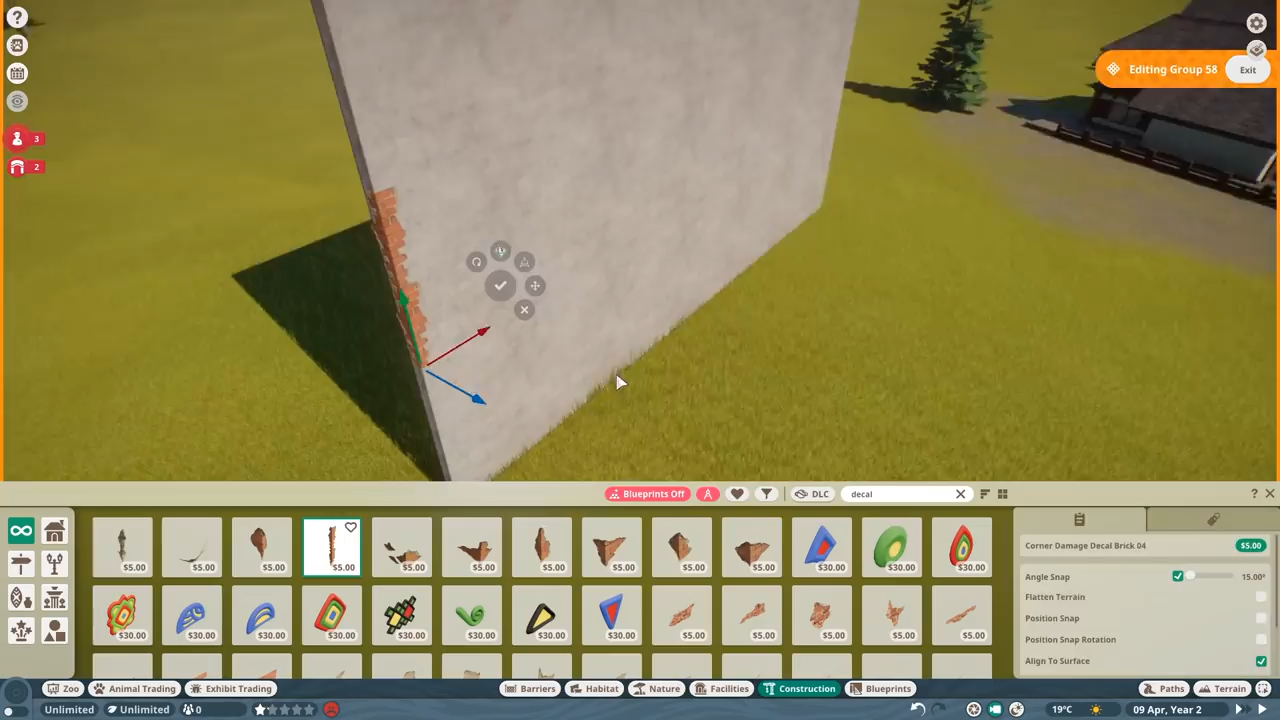 ?
Editing Group 58 Exit
3
2
Blueprints Off DLC decal ? 
$5.00 $5.00 $5.00 $5.00 $5.00 $5.00 $5.00 $5.00 $5.00 $5.00 $30.00 $30.00 $30.00
Corner Damage Decal Brick 04 $5.00
Angle Snap 15.00°
Flatten Terrain
$30.00 $30.00 $30.00 $30.00 $30.00 $30.00 $30.00 $30.00 $5.00 $5.00 $5.00 $5.00 $5.00
Position Snap
Position Snap Rotation
Align To Surface
Zoo Animal Trading Exhibit Trading Barriers Habitat Nature Facilities Construction Blueprints Paths Terrain
Unlimited Unlimited 0 19°C 09 Apr, Year 2